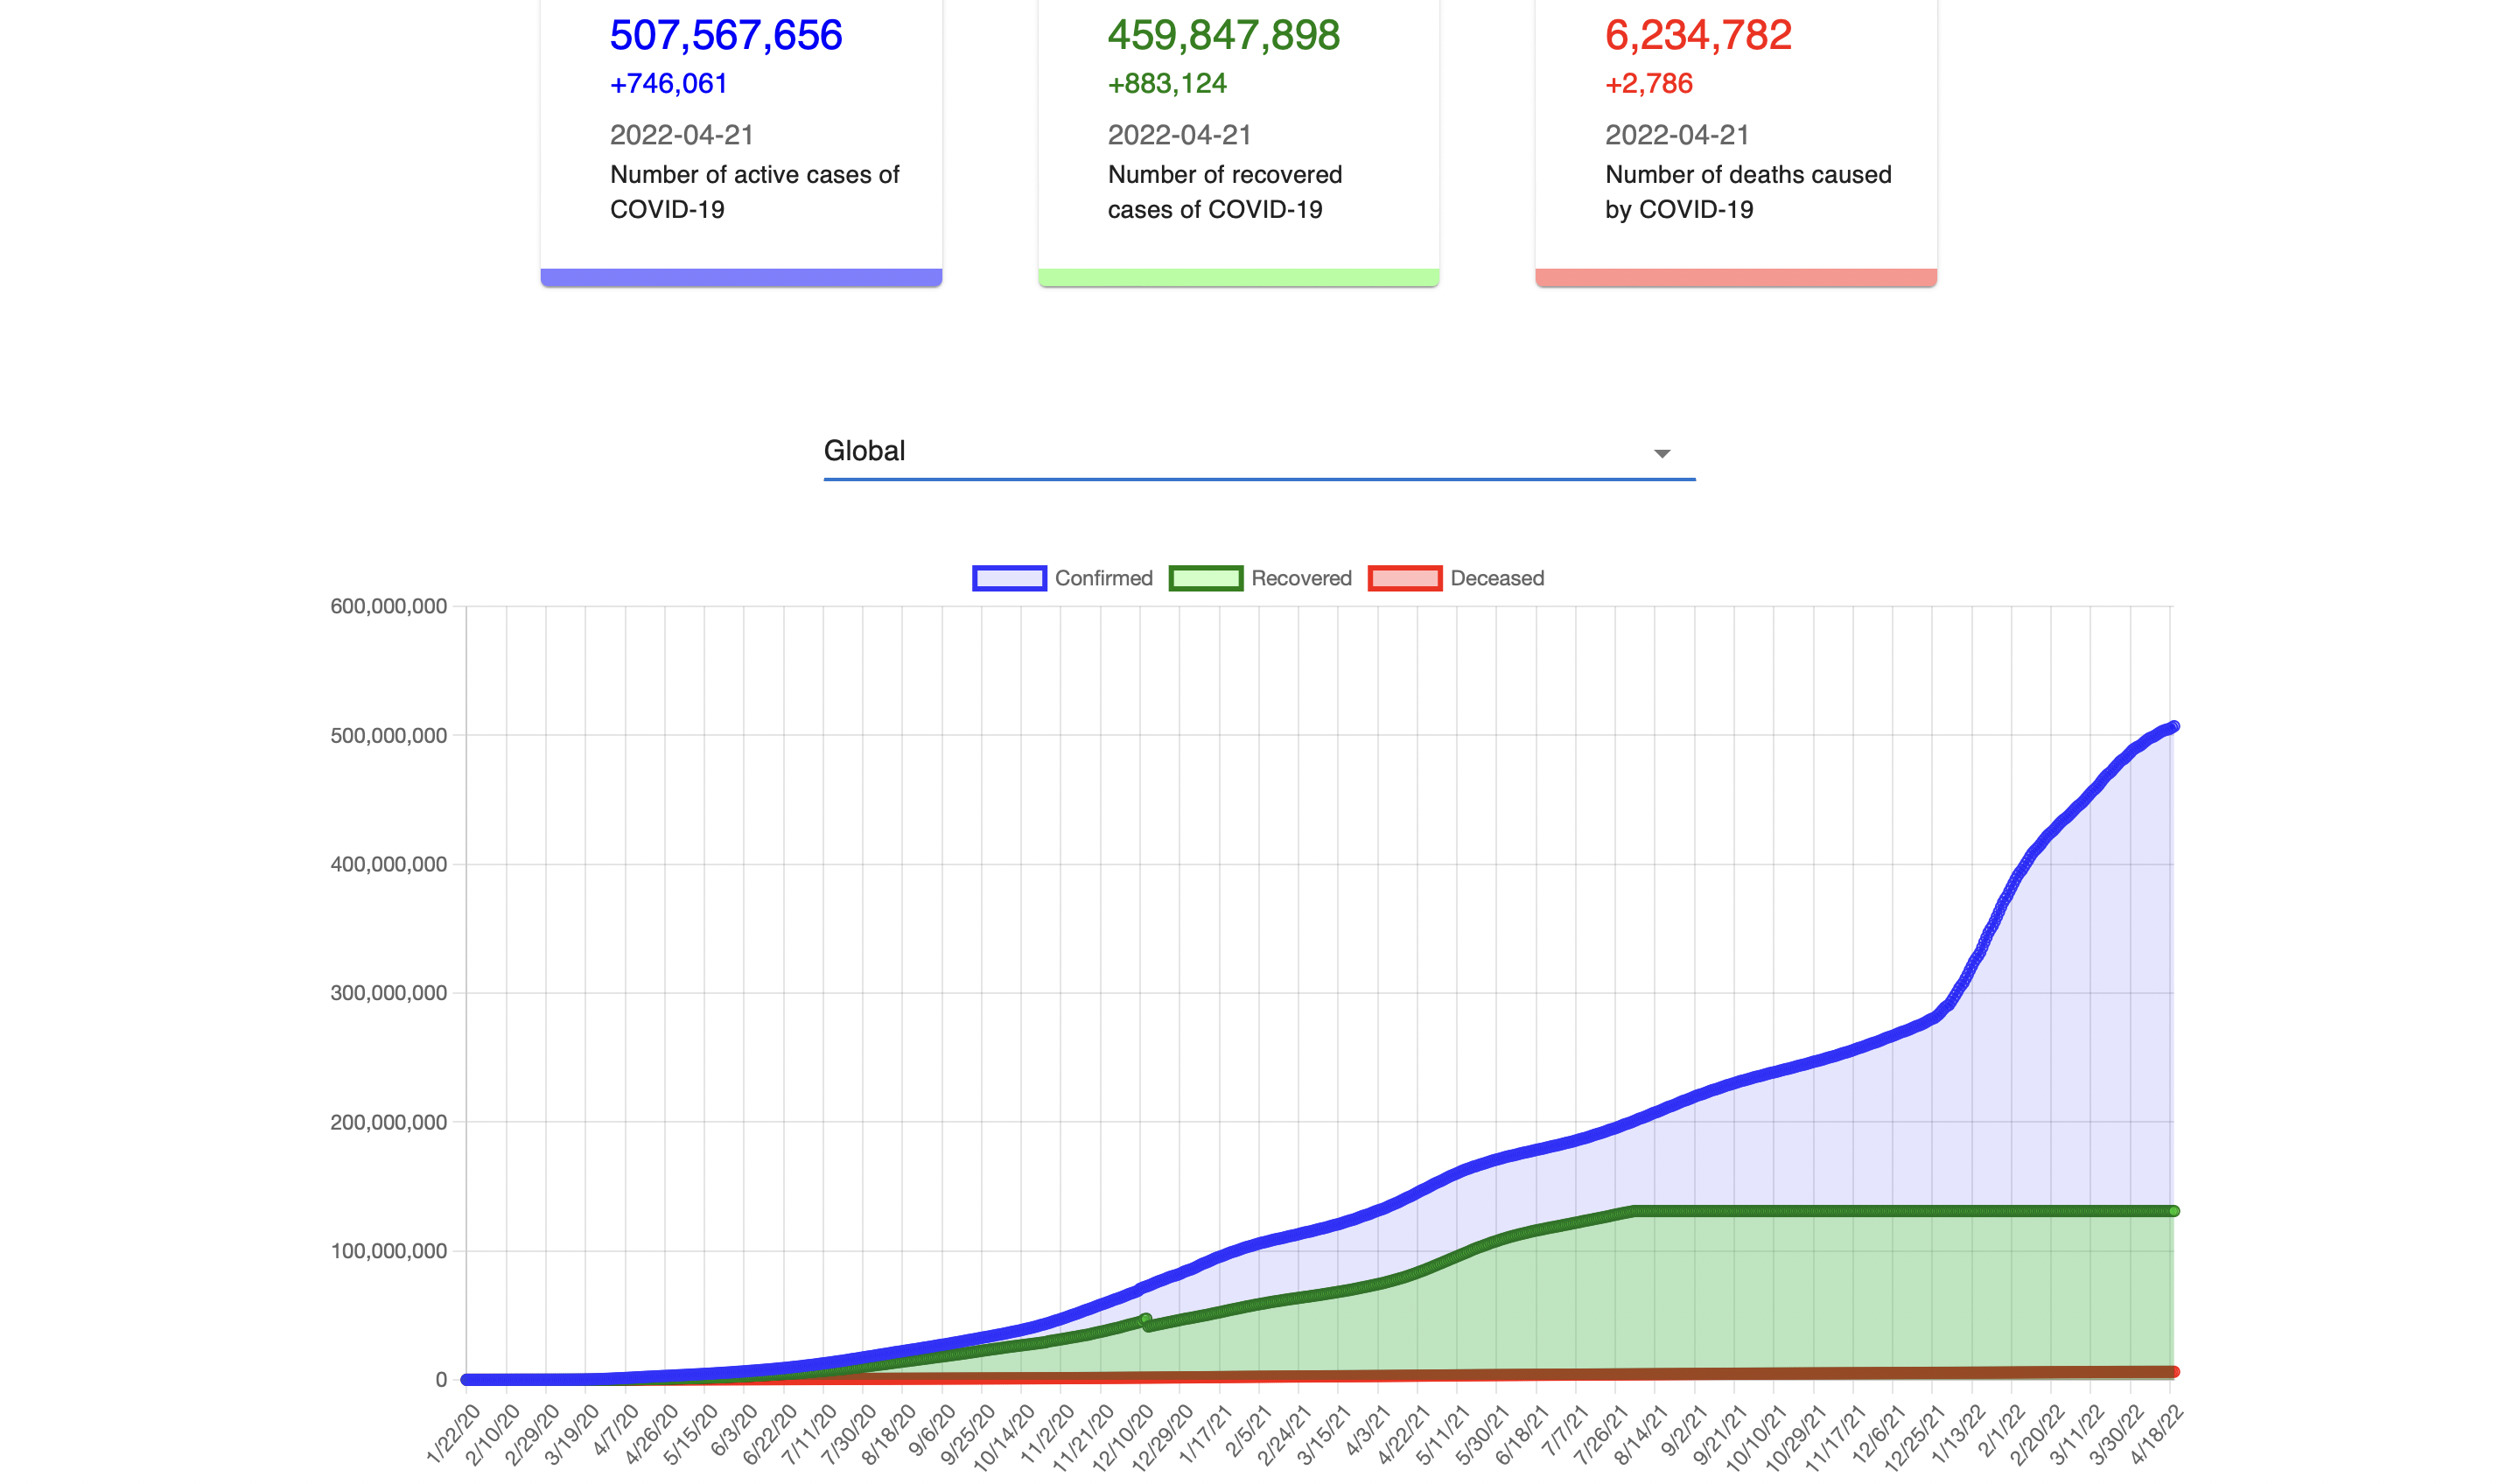 507,567,656
+746,061
2022-04-21
Number of active cases of
COVID-19
459,847,898
+883,124
2022-04-21
Number of recovered
cases of COVID-19
6,234,782
+2,786
2022-04-21
Number of deaths caused
by COVID-19
Global
Confirmed Recovered Deceased
600,000,000
500,000,000
400,000,000
300,000,000
200,000,000
100,000,000
0
1/22/20 2/10/20 2/29/20 3/19/20 4/7/20 4/26/20 5/15/20 6/3/20 6/22/20 7/11/20 7/30/20 8/18/20 9/6/20 9/25/20 10/14/20 11/2/20 11/21/20 12/10/20 12/29/20 1/17/21 2/5/21 2/24/21 3/15/21 4/3/21 4/22/21 5/11/21 5/30/21 6/18/21 7/7/21 7/26/21 8/14/21 9/2/21 9/21/21 10/10/21 10/29/21 11/17/21 12/6/21 12/25/21 1/13/22 2/1/22 2/20/22 3/11/22 3/30/22 4/18/22